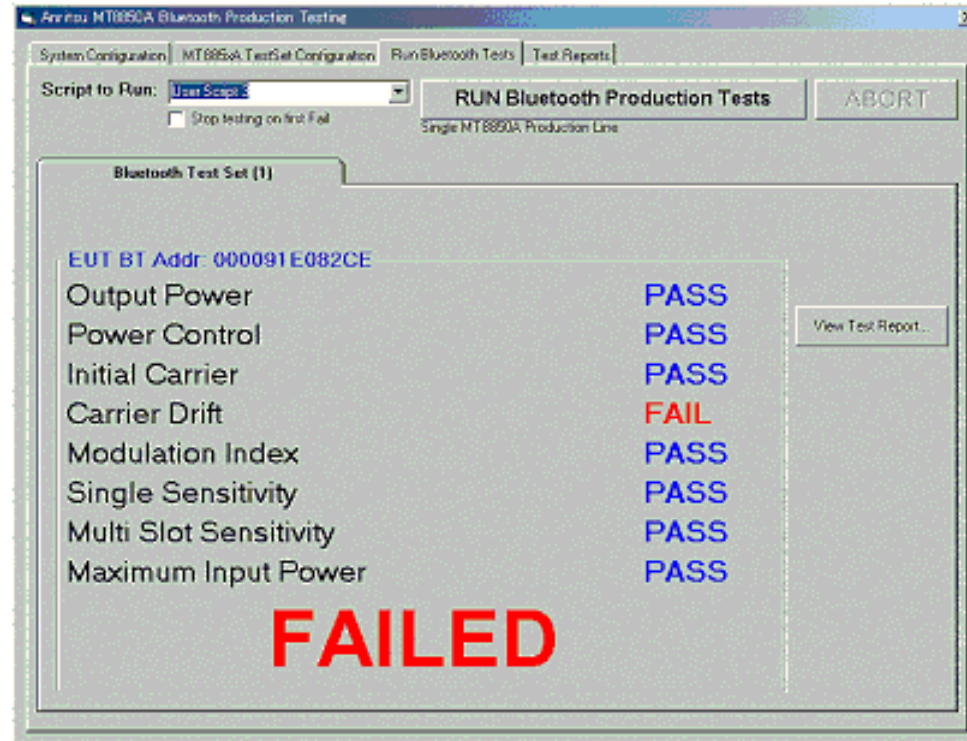 Anritsu MT8850A Bluetooth Production Testing
System Configuration MT885xA TestSet Configuration Run Bluetooth Tests Test Reports
Script to Run: User Script 3 RUN Bluetooth Production Tests ABORT
Stop testing on first Fail
Single MT8850A Production Line
Bluetooth Test Set (1)
EUT BT Addr: 000091E082CE
Output Power PASS
Power Control PASS
View Test Report...
Initial Carrier PASS
Carrier Drift FAIL
Modulation Index PASS
Single Sensitivity PASS
Multi Slot Sensitivity PASS
Maximum Input Power PASS
FAILED